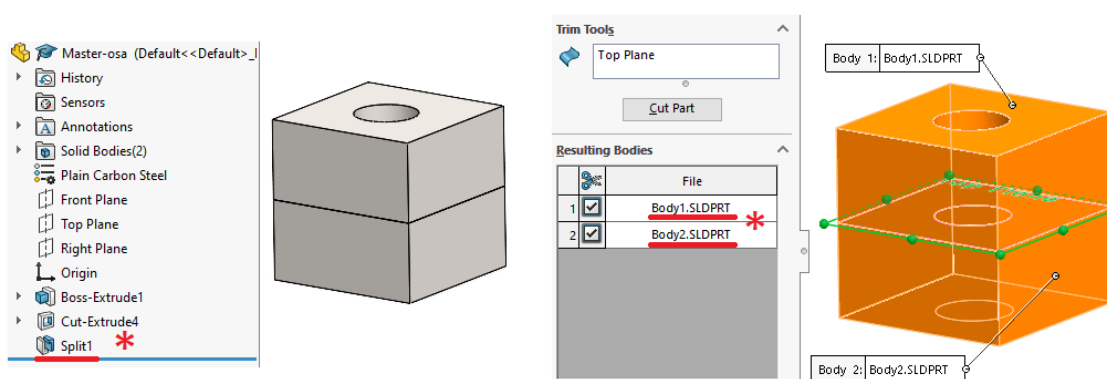 Master-osa (Default<<Default>_
History
Sensors
Annotations
Solid Bodies(2)
Plain Carbon Steel
Front Plane
Top Plane
Right Plane
Origin
Boss-Extrude1
Cut-Extrude4
Split1 *
Trim Tools
Top Plane
Cut Part
Resulting Bodies
File
1 Body1.SLDPRT *
2 Body2.SLDPRT
Body 1: Body1.SLDPRT
Body 2: Body2.SLDPRT